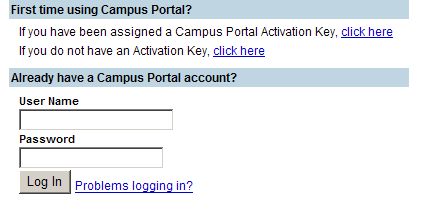 First time using Campus Portal?
If you have been assigned a Campus Portal Activation Key, click here
If you do not have an Activation Key, click here
Already have a Campus Portal account?
User Name
Password
Log In Problems logging in?